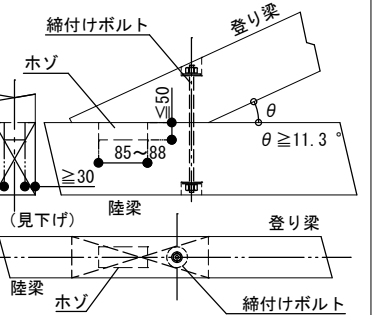 締付けボルト
登り梁
ホゾ
≦50
θ
θ≧11.3°
85~88
≧30
(見下げ)
陸梁
登り梁
陸梁
ホゾ
締付けボルト